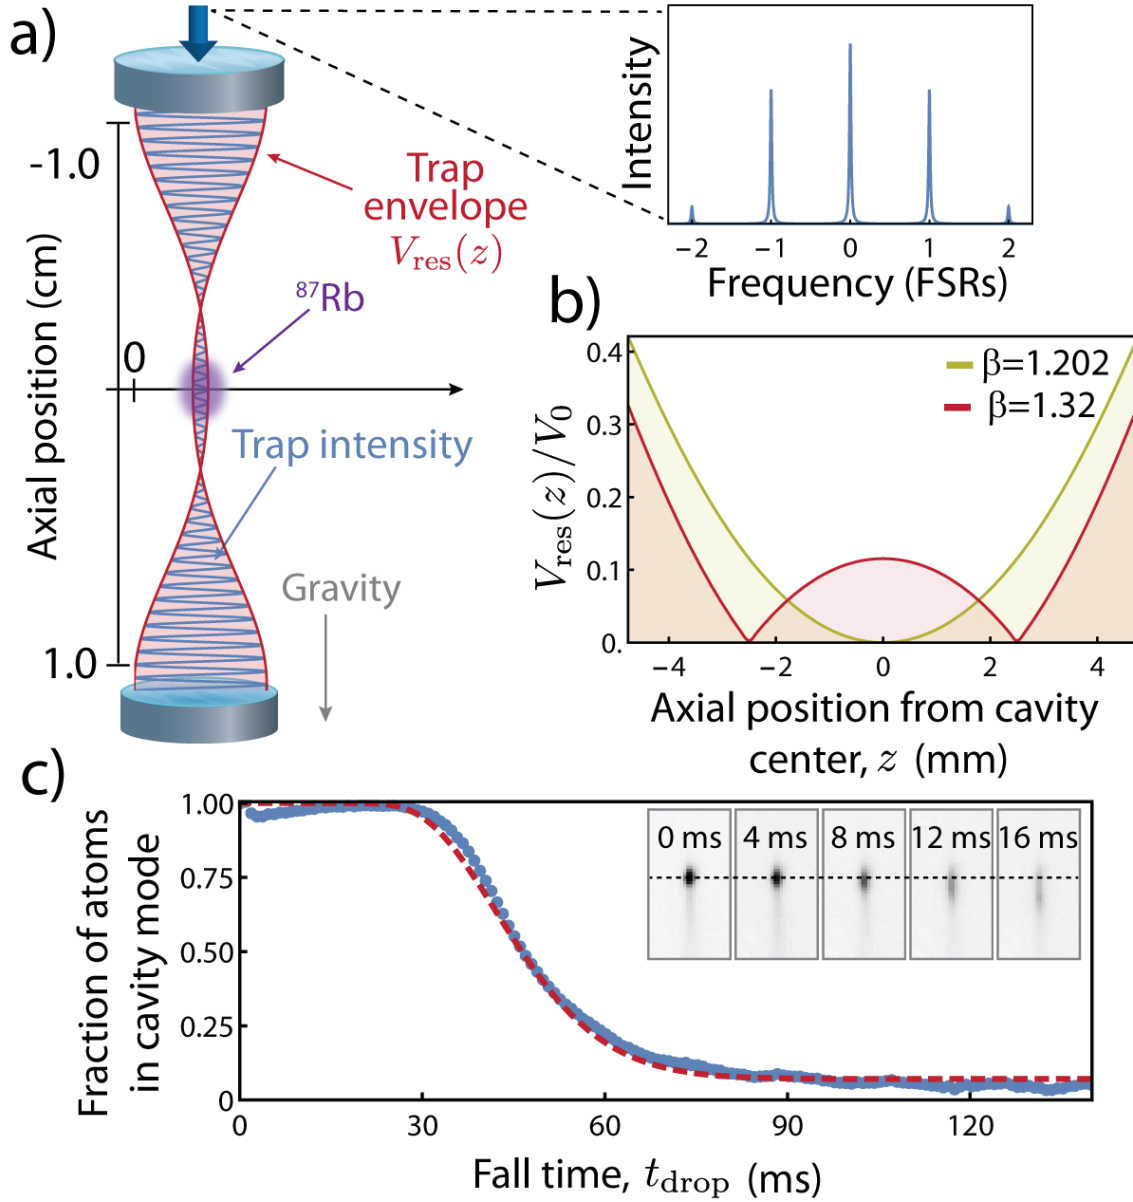 a)
-1.0
0
1.0
Axial position (cm)
Trap
envelope
V_res(z)
⁸⁷Rb
Trap intensity
Gravity
Intensity
−2 −1 0 1 2
Frequency (FSRs)
b)
V_res(z)/V_0
0.4
0.3
0.2
0.1
0.
β=1.202
β=1.32
−4 −2 0 2 4
Axial position from cavity
center, z (mm)
c)
Fraction of atoms
in cavity mode
1.00
0.75
0.50
0.25
0
0 ms 4 ms 8 ms 12 ms 16 ms
0 30 60 90 120
Fall time, t_drop (ms)